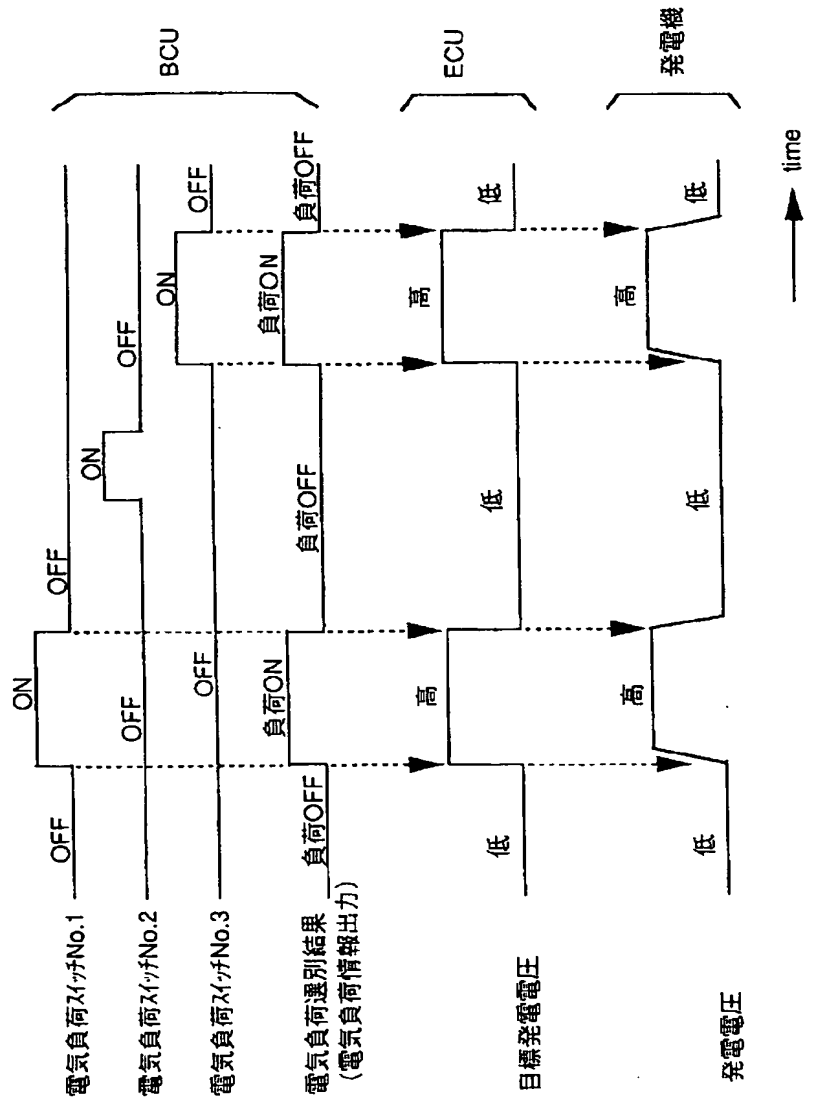 電気負荷スイッチNo.1
OFF
ON
OFF
電気負荷スイッチNo.2
OFF
ON
OFF
電気負荷スイッチNo.3
OFF
ON
OFF
電気負荷選別結果
(電気負荷情報出力)
負荷OFF
負荷ON
負荷OFF
負荷ON
負荷OFF
BCU
目標発電電圧
低
高
低
高
低
ECU
発電電圧
低
高
低
高
低
発電機
time